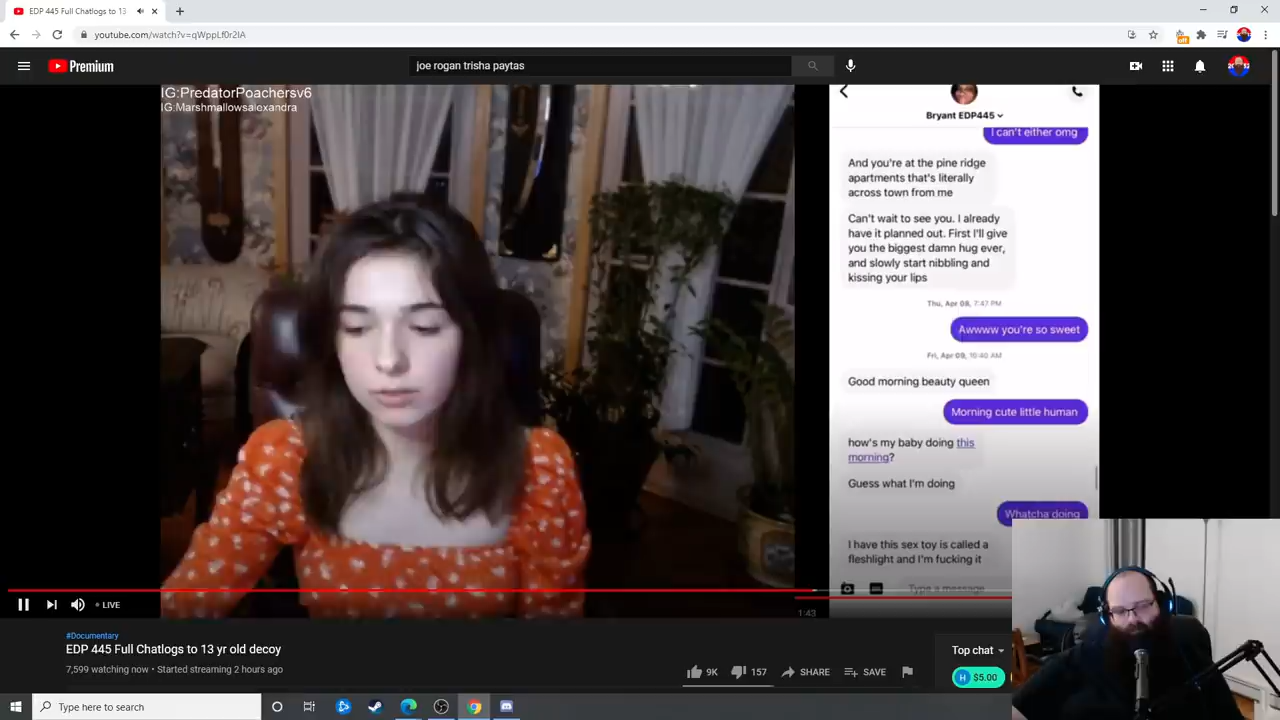 EDP 445 Full Chatlogs to 13
youtube.com/watch?v=qWppLf0r2IA
off
Premium
joe rogan trisha paytas
IG:PredatorPoachersv6
IG:Marshmallowsalexandra
Bryant EDP445
I can't either omg
And you're at the pine ridge
apartments that's literally
across town from me
Can't wait to see you. I already
have it planned out. First I'll give
you the biggest damn hug ever,
and slowly start nibbling and
kissing your lips
Thu, Apr 08, 7:47 PM
Awwww you're so sweet
Fri, Apr 09, 10:40 AM
Good morning beauty queen
Morning cute little human
how's my baby doing this
morning?
Guess what I'm doing
Whatcha doing
I have this sex toy is called a
fleshlight and I'm fucking it
Type a message
LIVE
1:43
#Documentary
EDP 445 Full Chatlogs to 13 yr old decoy
7,599 watching now • Started streaming 2 hours ago
9K
157
SHARE
SAVE
Top chat
H $5.00
Type here to search